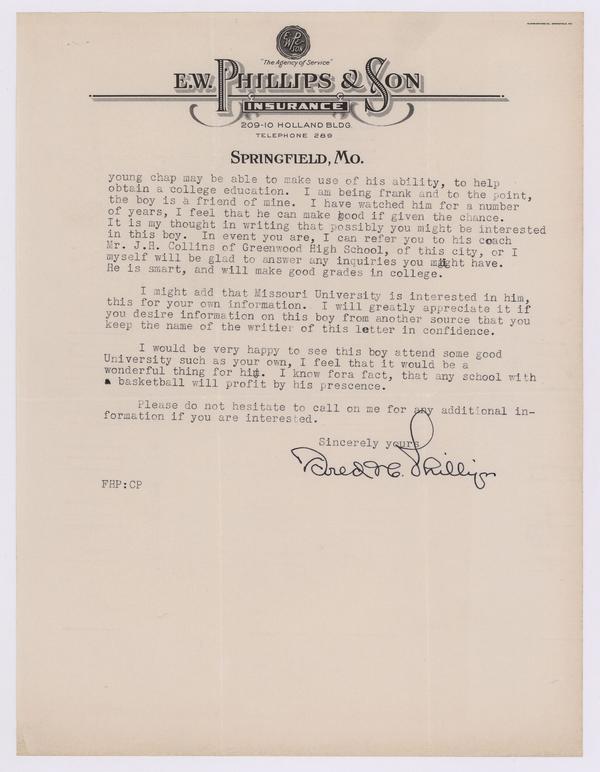 "The Agency of Service"
E.W. PHILLIPS & SON
INSURANCE
209-10 HOLLAND BLDG.
TELEPHONE 289
SPRINGFIELD, MO.
young chap may be able to make use of his ability, to help
obtain a college education. I am being frank and to the point,
the boy is a friend of mine. I have watched him for a number
of years, I feel that he can make good if given the chance.
It is my thought in writing that possibly you might be interested
in this boy. In event you are, I can refer you to his coach
Mr. J.H. Collins of Greenwood High School, of this city, or I
myself will be glad to answer any inquiries you might have.
He is smart, and will make good grades in college.
I might add that Missouri University is interested in him,
this for your own information. I will greatly appreciate it if
you desire information on this boy from another source that you
keep the name of the writier of this letter in confidence.
I would be very happy to see this boy attend some good
University such as your own, I feel that it would be a
wonderful thing for him. I know fora fact, that any school with
a basketball will profit by his prescence.
Please do not hesitate to call on me for any additional in-
formation if you are interested.
Sincerely yours
Fred H. Phillips
FHP:CP